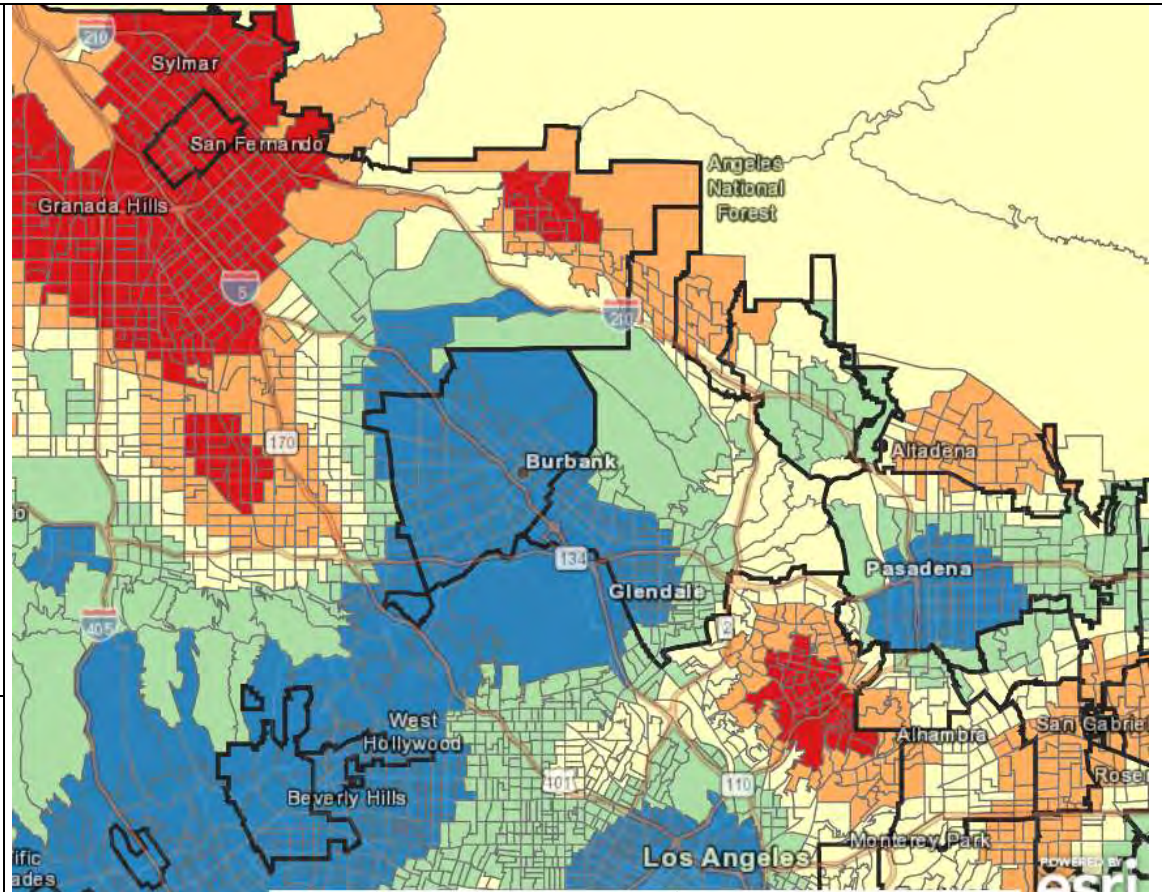 210
Sylmar
San Fernando
Angeles
National
Forest
Granada Hills
5
210
170
Altadena
Burbank
134
Pasadena
Glendale
405
2
West
Hollywood
San Gabrie
Alhambra
Roser
101
110
Beverly Hills
Monterey Park
Los Angeles
ific
ades
o
POWERED BY
esri